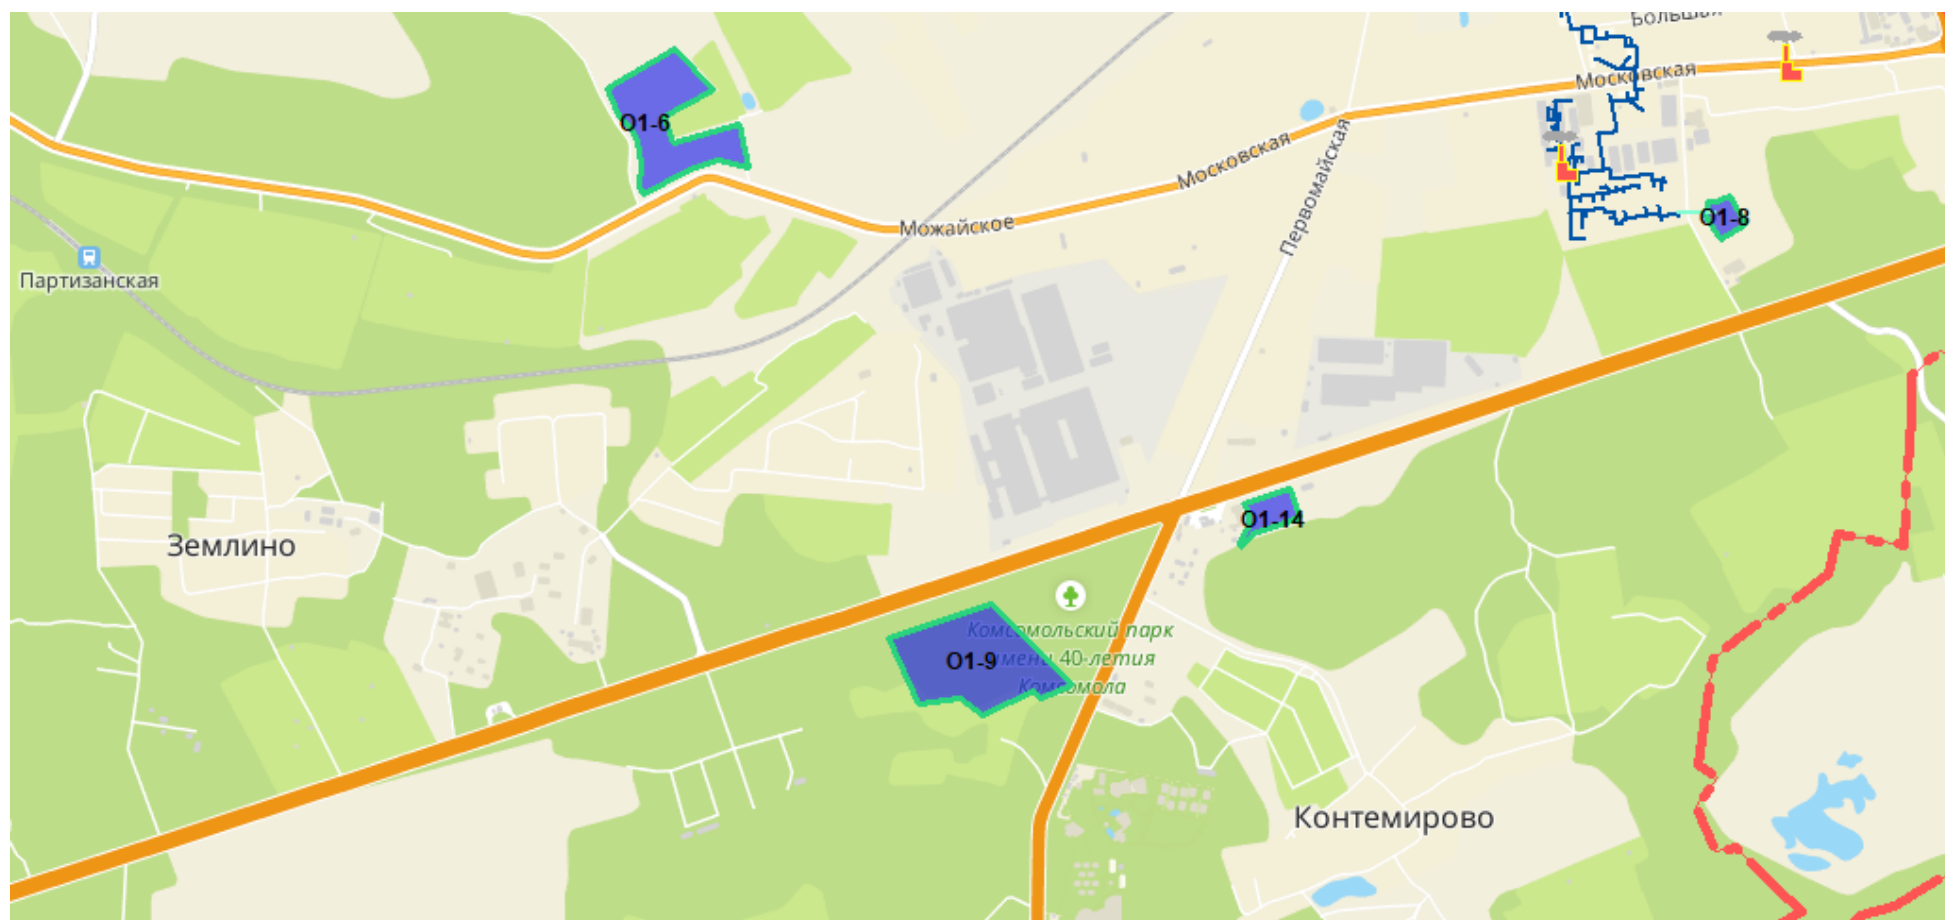 Большая
Московская
О1-6
Московская
Первомайская
О1-8
Можайское
Партизанская
О1-14
Землино
Комсомольский парк
имени 40-летия
Комсомола
О1-9
Контемирово